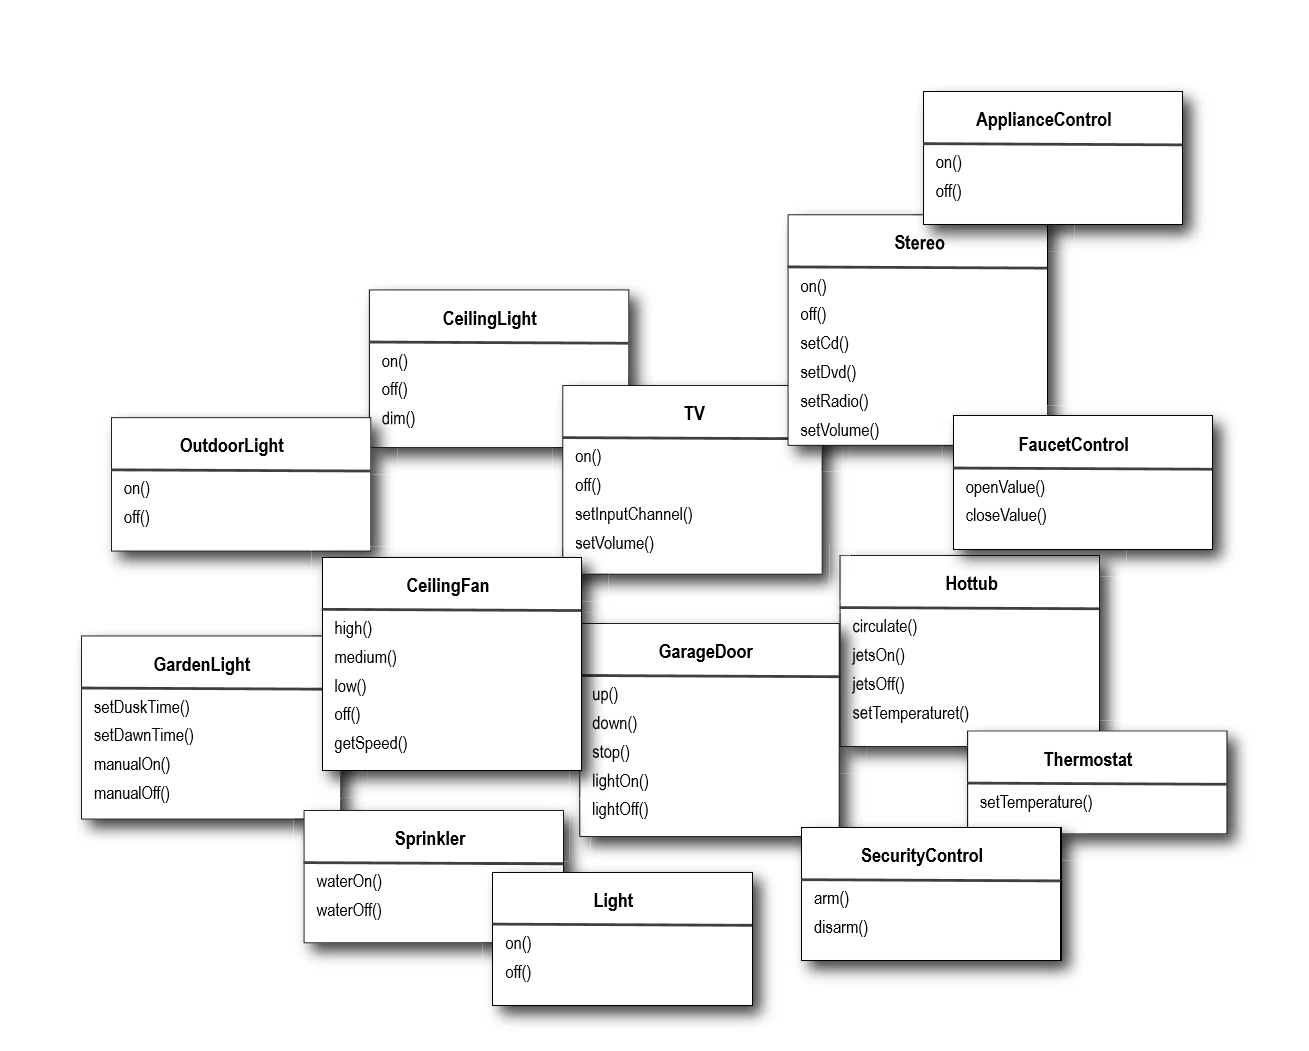 ApplianceControl
on()
off()
Stereo
on()
off()
setCd()
setDvd()
setRadio()
setVolume()
CeilingLight
on()
off()
dim()
TV
on()
off()
setInputChannel()
setVolume()
OutdoorLight
on()
off()
FaucetControl
openValue()
closeValue()
CeilingFan
high()
medium()
low()
off()
getSpeed()
Hottub
circulate()
jetsOn()
jetsOff()
setTemperaturet()
GardenLight
setDuskTime()
setDawnTime()
manualOn()
manualOff()
GarageDoor
up()
down()
stop()
lightOn()
lightOff()
Thermostat
setTemperature()
Sprinkler
waterOn()
waterOff()
SecurityControl
arm()
disarm()
Light
on()
off()